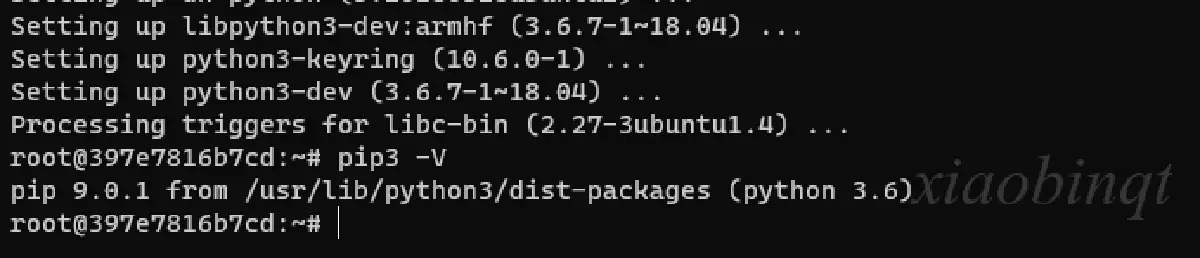 Setting up libpython3-dev:armhf (3.6.7-1~18.04) ...
Setting up python3-keyring (10.6.0-1) ...
Setting up python3-dev (3.6.7-1~18.04) ...
Processing triggers for libc-bin (2.27-3ubuntu1.4) ...
root@397e7816b7cd:~# pip3 -V
pip 9.0.1 from /usr/lib/python3/dist-packages (python 3.6)
xiaobinqt
root@397e7816b7cd:~#